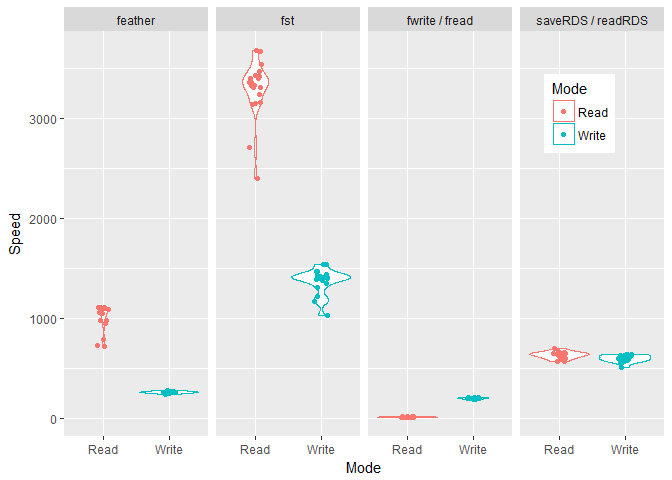 feather fst fwrite / fread saveRDS / readRDS
Mode
Read
Write
3000
2000
1000
0
Speed
Read Write Read Write Read Write Read Write
Mode